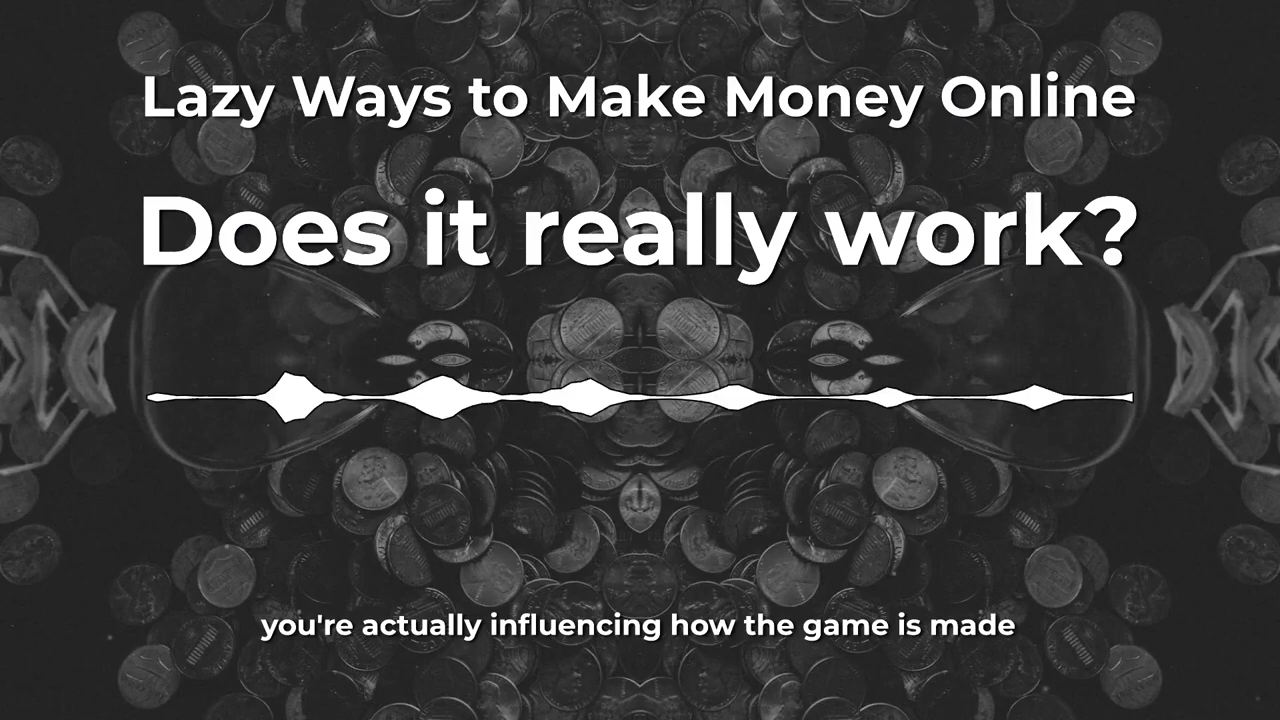 Lazy Ways to Make Money Online
Does it really work?
you're actually influencing how the game is made